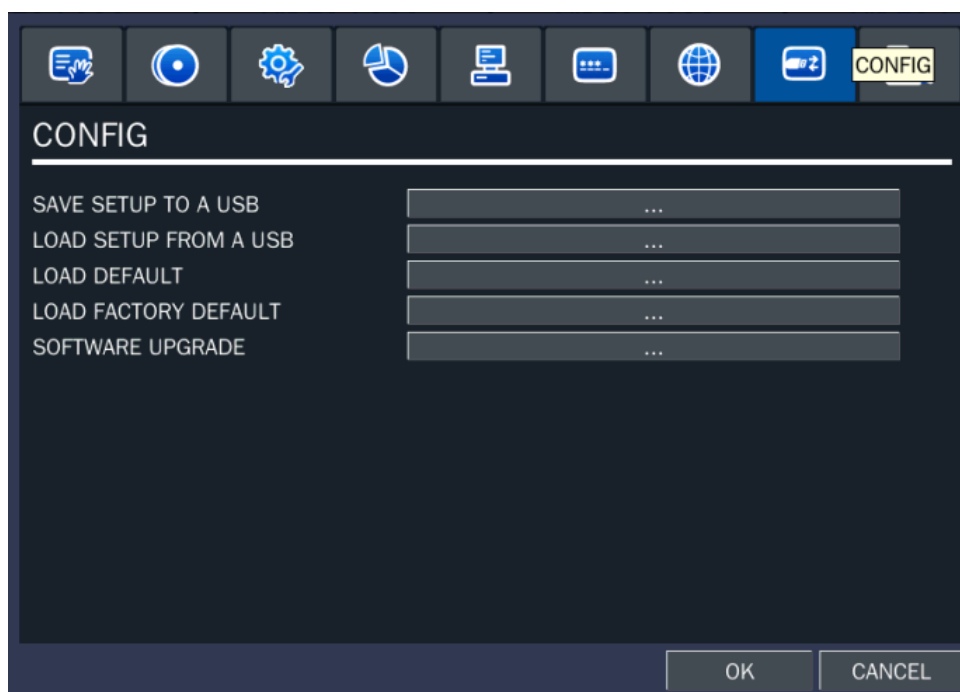 CONFIG
CONFIG
SAVE SETUP TO A USB ...
LOAD SETUP FROM A USB ...
LOAD DEFAULT ...
LOAD FACTORY DEFAULT ...
SOFTWARE UPGRADE ...
OK CANCEL